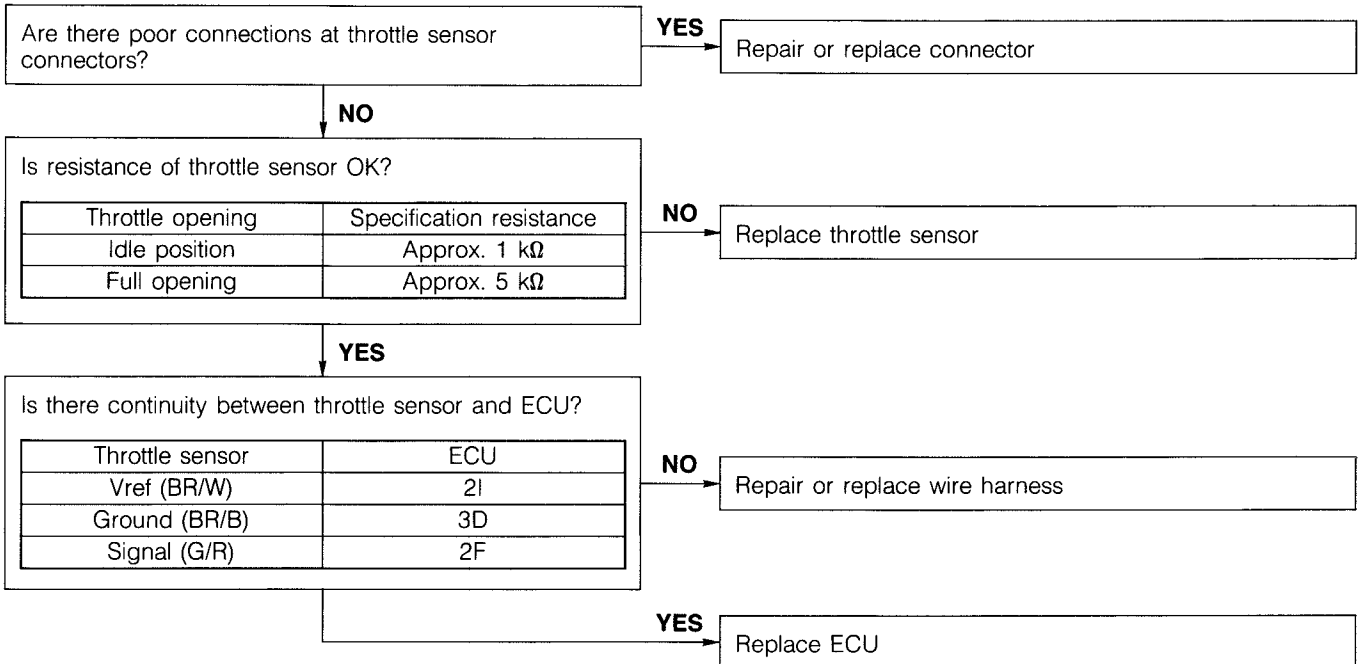 Are there poor connections at throttle sensor
connectors?
YES
Repair or replace connector
NO
Is resistance of throttle sensor OK?
Throttle opening Specification resistance
Idle position Approx. 1 kΩ
Full opening Approx. 5 kΩ
NO
Replace throttle sensor
YES
Is there continuity between throttle sensor and ECU?
Throttle sensor ECU
Vref (BR/W) 2I
Ground (BR/B) 3D
Signal (G/R) 2F
NO
Repair or replace wire harness
YES
Replace ECU